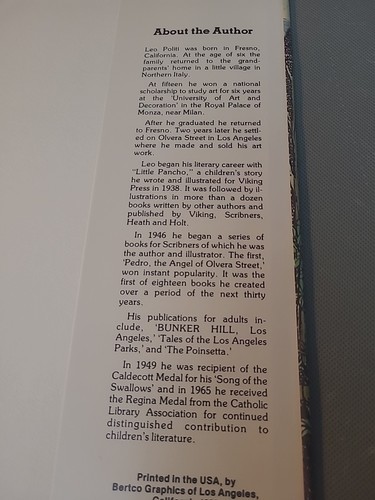 About the Author
Leo Politi was born in Fresno,
California. At the age of six the
family returned to the grand-
parents' home in a little village in
Northern Italy.
At fifteen he won a national
scholarship to study art for six years
at the 'University of Art and
Decoration' in the Royal Palace of
Monza, near Milan.
After he graduated he returned
to Fresno. Two years later he settl-
ed on Olvera Street in Los Angeles
where he made and sold his art
work.
Leo began his literary career with
"Little Pancho," a children's story
he wrote and illustrated for Viking
Press in 1938. It was followed by il-
lustrations in more than a dozen
books written by other authors and
published by Viking, Scribners,
Heath and Holt.
In 1946 he began a series of
books for Scribners of which he was
the author and illustrator. The first,
'Pedro, the Angel of Olvera Street,'
won instant popularity. It was the
first of eighteen books he created
over a period of the next thirty
years.
His publications for adults in-
clude, 'BUNKER HILL, Los
Angeles,' 'Tales of the Los Angeles
Parks,' and 'The Poinsetta.'
In 1949 he was recipient of the
Caldecott Medal for his 'Song of the
Swallows' and in 1965 he received
the Regina Medal from the Catholic
Library Association for continued
distinguished contribution to
children's literature.
Printed in the USA, by
Bertco Graphics of Los Angeles,